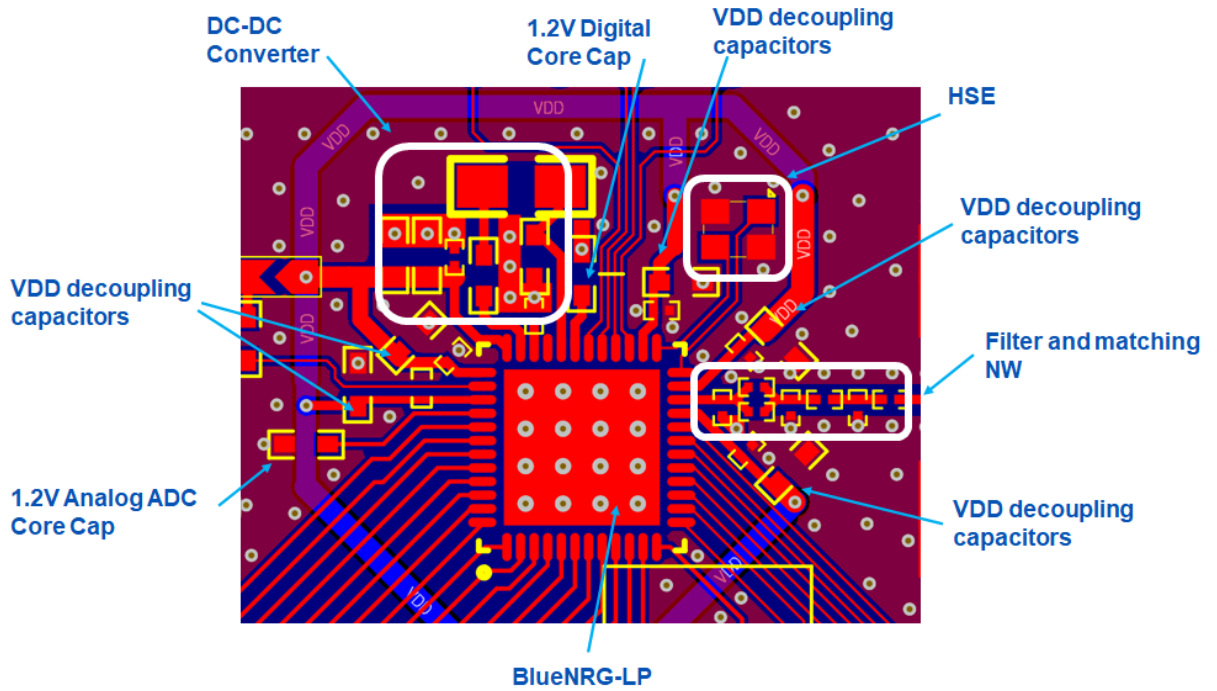 DC-DC
Converter
1.2V Digital
Core Cap
VDD decoupling
capacitors
HSE
VDD
VDD
VDD
VDD
VDD
VDD decoupling
capacitors
VDD
VDD
VDD decoupling
capacitors
VDD
Filter and matching
NW
1.2V Analog ADC
Core Cap
VDD decoupling
capacitors
VDD
VDD
BlueNRG-LP